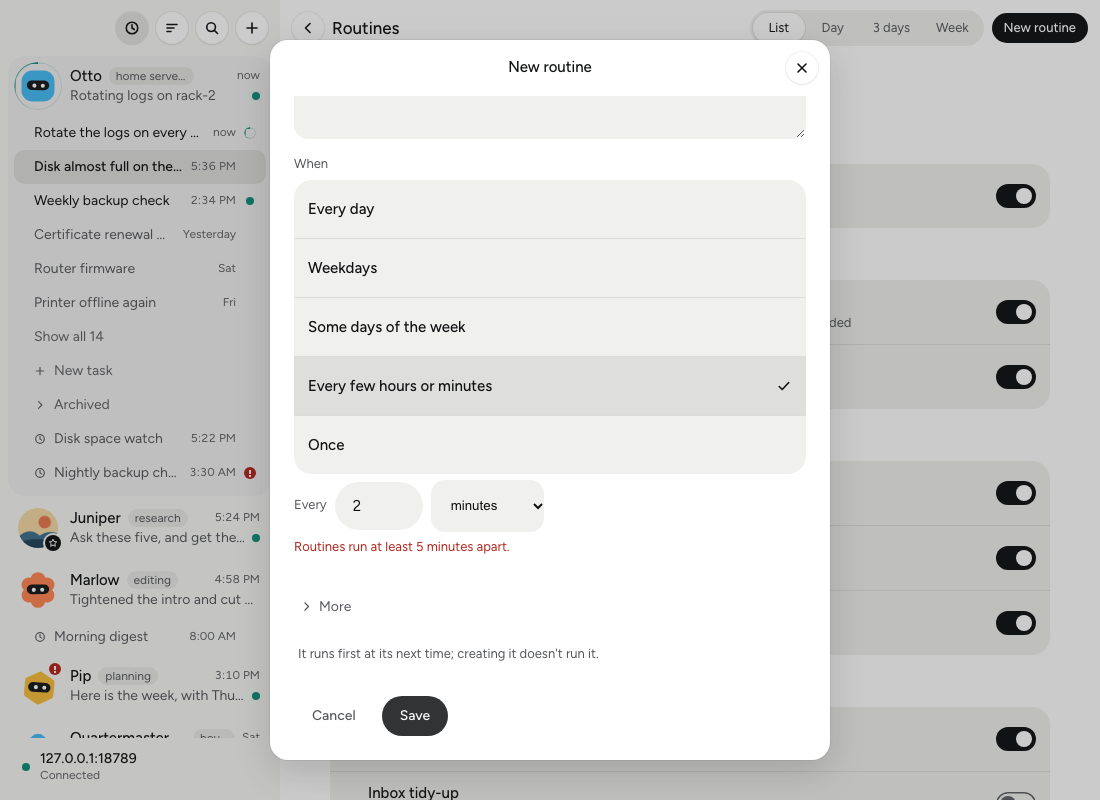 Routines
List
Day
3 days
Week
New routine
Otto
home serve…
now
Rotating logs on rack-2
Rotate the logs on every …
now
Disk almost full on the…
5:36 PM
Weekly backup check
2:34 PM
Certificate renewal …
Yesterday
Router firmware
Sat
Printer offline again
Fri
Show all 14
New task
Archived
Disk space watch
5:22 PM
Nightly backup ch…
3:30 AM
Juniper
research
5:24 PM
Ask these five, and get the…
Marlow
editing
4:58 PM
Tightened the intro and cut …
Morning digest
8:00 AM
Pip
planning
3:10 PM
Here is the week, with Thu…
Quartermaster
hou…
Sat
127.0.0.1:18789
Connected
New routine
When
Every day
Weekdays
Some days of the week
Every few hours or minutes
Once
Every
2
minutes
Routines run at least 5 minutes apart.
More
It runs first at its next time; creating it doesn't run it.
Cancel
Save
Inbox tidy-up